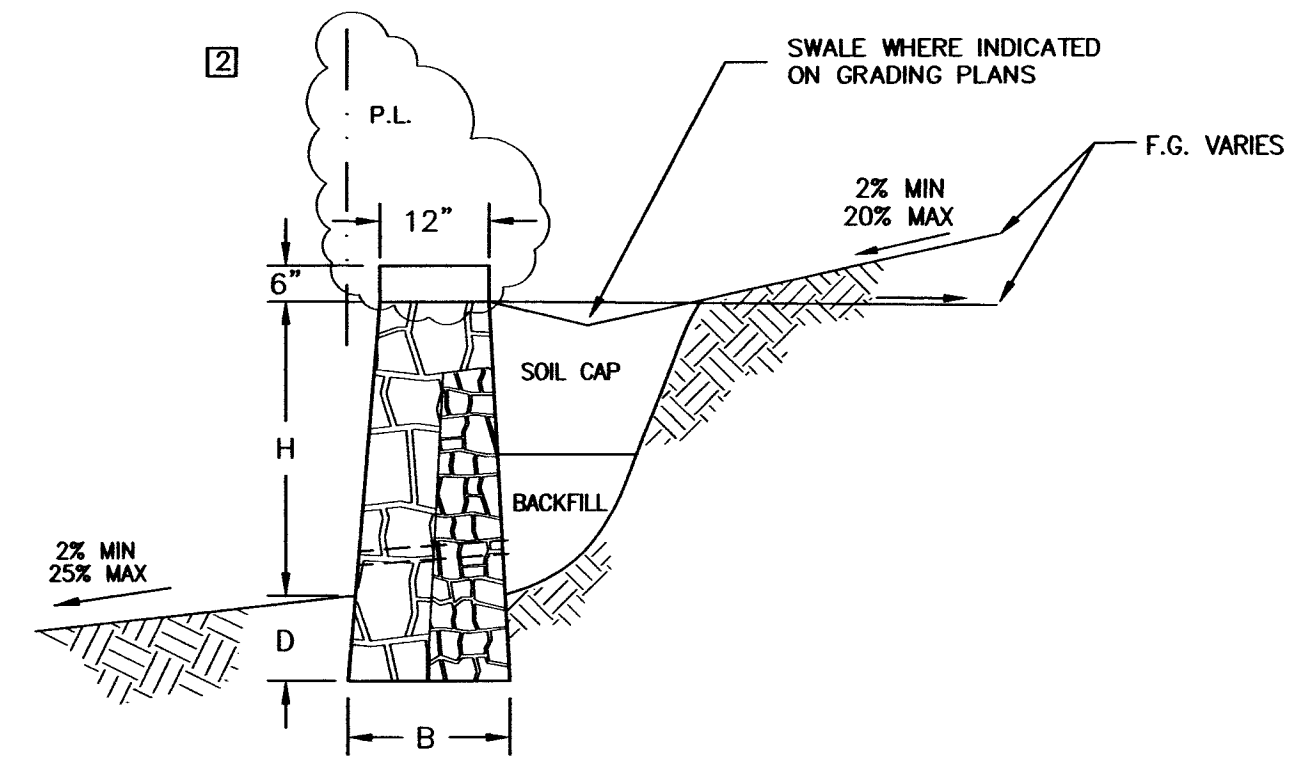 2
SWALE WHERE INDICATED
ON GRADING PLANS
P.L.
F.G. VARIES
2% MIN
20% MAX
12”
6”
SOIL CAP
H
BACKFILL
2% MIN
25% MAX
D
B